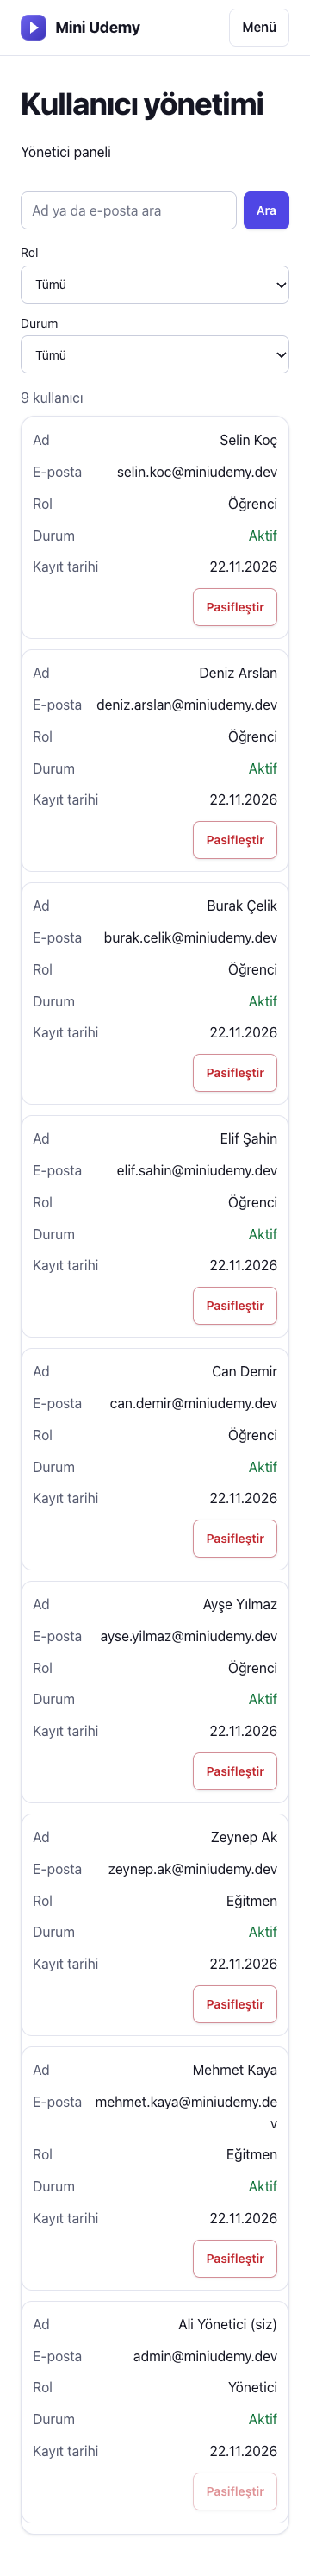 Mini Udemy
Menü
Kullanıcı yönetimi
Yönetici paneli
Ad ya da e-posta ara
Ara
Rol
Tümü
Durum
Tümü
9 kullanıcı
Ad Selin Koç
E-posta selin.koc@miniudemy.dev
Rol Öğrenci
Durum Aktif
Kayıt tarihi 22.11.2026
Pasifleştir
Ad Deniz Arslan
E-posta deniz.arslan@miniudemy.dev
Rol Öğrenci
Durum Aktif
Kayıt tarihi 22.11.2026
Pasifleştir
Ad Burak Çelik
E-posta burak.celik@miniudemy.dev
Rol Öğrenci
Durum Aktif
Kayıt tarihi 22.11.2026
Pasifleştir
Ad Elif Şahin
E-posta elif.sahin@miniudemy.dev
Rol Öğrenci
Durum Aktif
Kayıt tarihi 22.11.2026
Pasifleştir
Ad Can Demir
E-posta can.demir@miniudemy.dev
Rol Öğrenci
Durum Aktif
Kayıt tarihi 22.11.2026
Pasifleştir
Ad Ayşe Yılmaz
E-posta ayse.yilmaz@miniudemy.dev
Rol Öğrenci
Durum Aktif
Kayıt tarihi 22.11.2026
Pasifleştir
Ad Zeynep Ak
E-posta zeynep.ak@miniudemy.dev
Rol Eğitmen
Durum Aktif
Kayıt tarihi 22.11.2026
Pasifleştir
Ad Mehmet Kaya
E-posta mehmet.kaya@miniudemy.de
v
Rol Eğitmen
Durum Aktif
Kayıt tarihi 22.11.2026
Pasifleştir
Ad Ali Yönetici (siz)
E-posta admin@miniudemy.dev
Rol Yönetici
Durum Aktif
Kayıt tarihi 22.11.2026
Pasifleştir